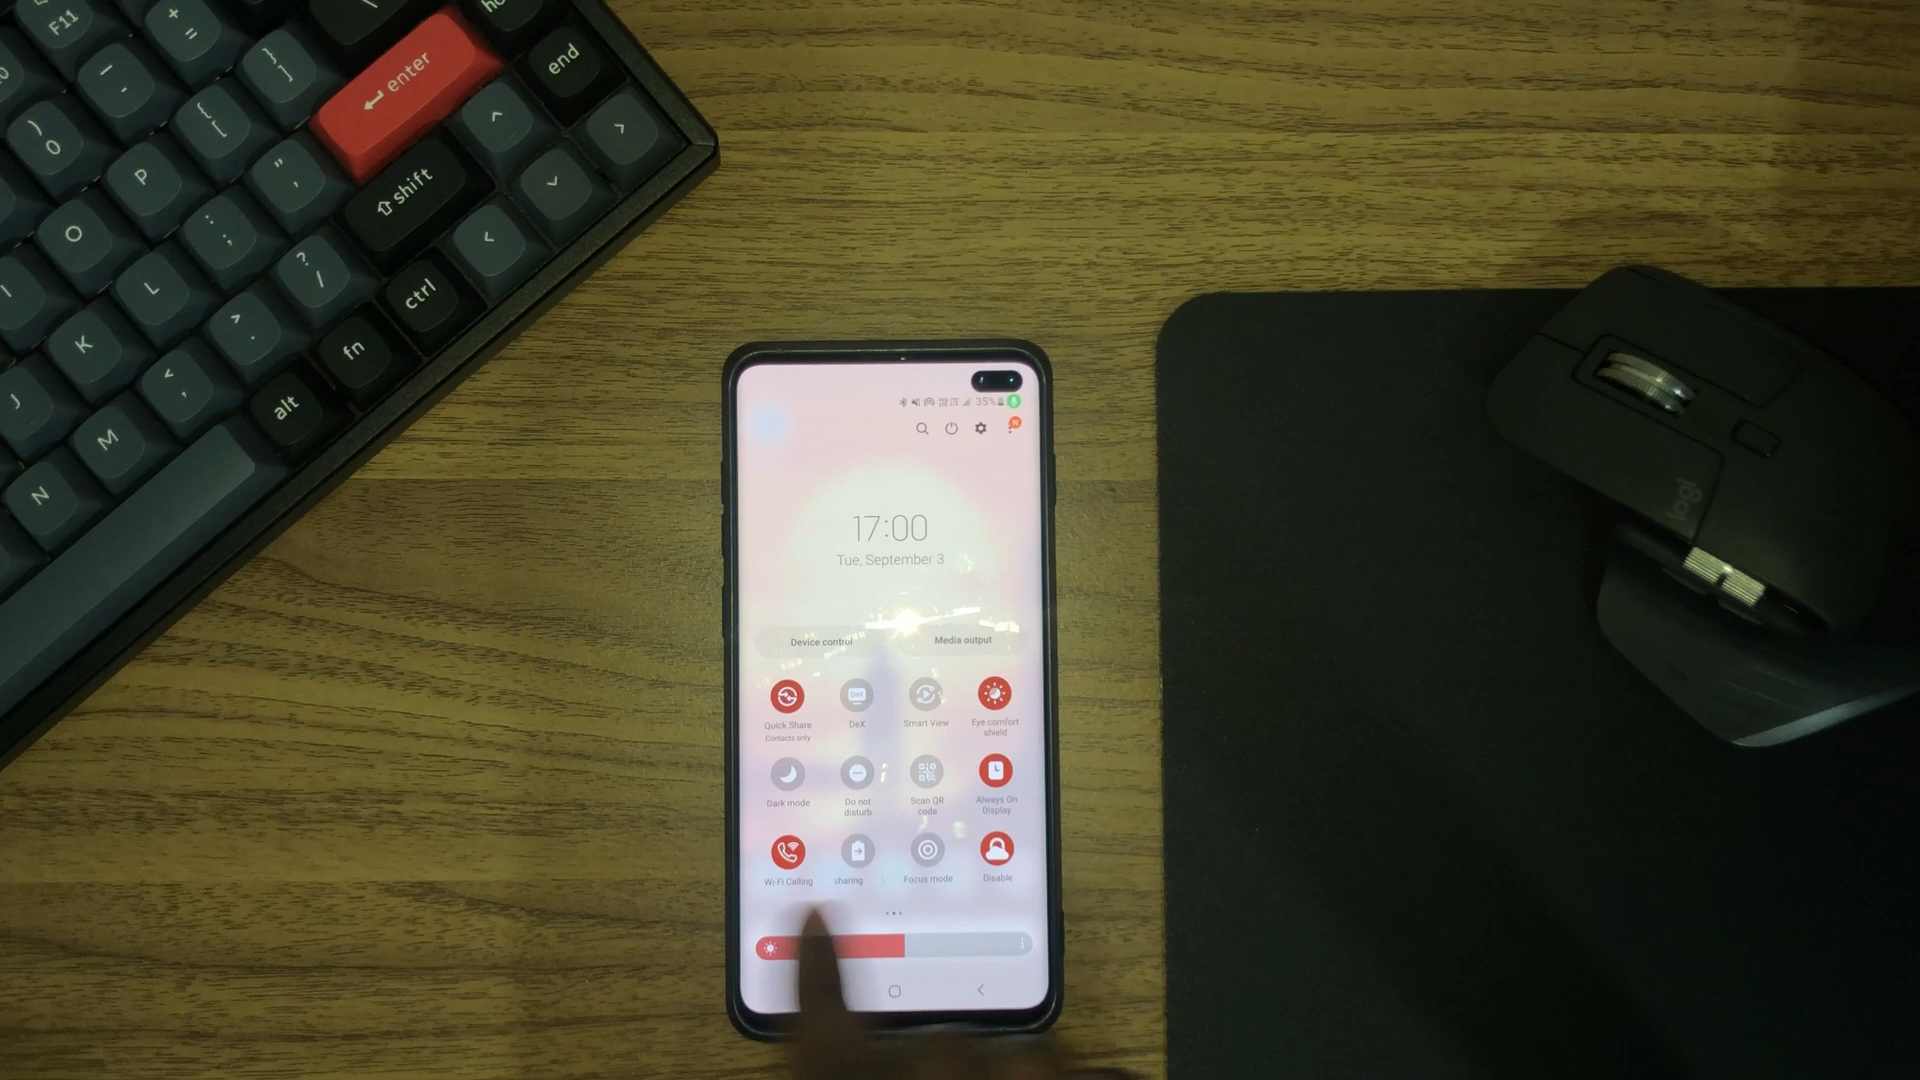 F11
+
=
\
end
}
]
← enter
-
{
[
^
>
)
0
P
"
'
⇧ shift
v
O
:
;
<
I
L
?
/
ctrl
K
>
.
fn
J
<
,
alt
M
N
logi
35%
N
17:00
Tue, September 3
Device control
Media output
Quick Share
Contacts only
DeX
DeX
Smart View
Eye comfort
shield
Dark mode
Do not
disturb
Scan QR
code
Always On
Display
Wi-Fi Calling
sharing
Focus mode
Disable